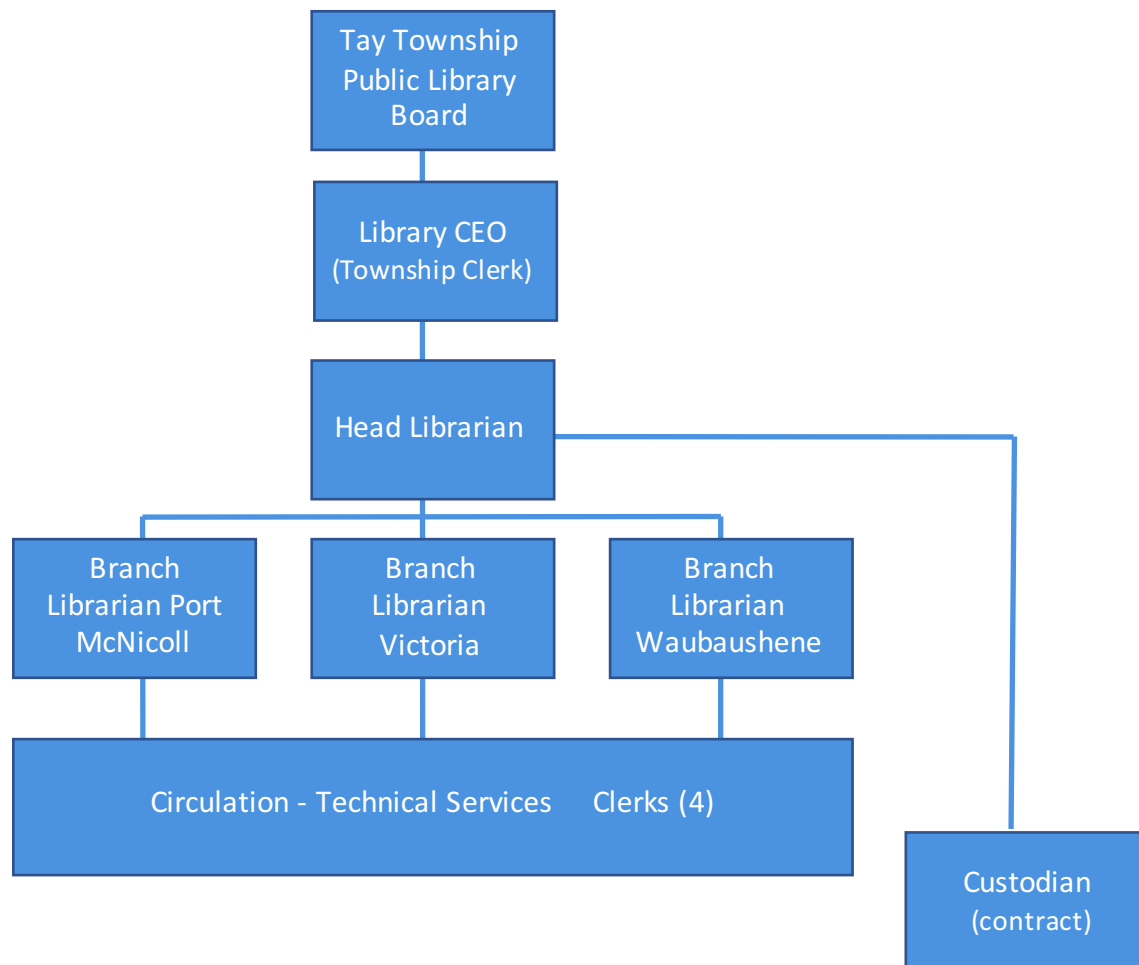 Tay Township
Public Library
Board
Library CEO
(Township Clerk)
Head Librarian
Branch
Librarian Port
McNicoll
Branch
Librarian
Victoria
Branch
Librarian
Waubaushene
Circulation - Technical Services Clerks (4)
Custodian
(contract)